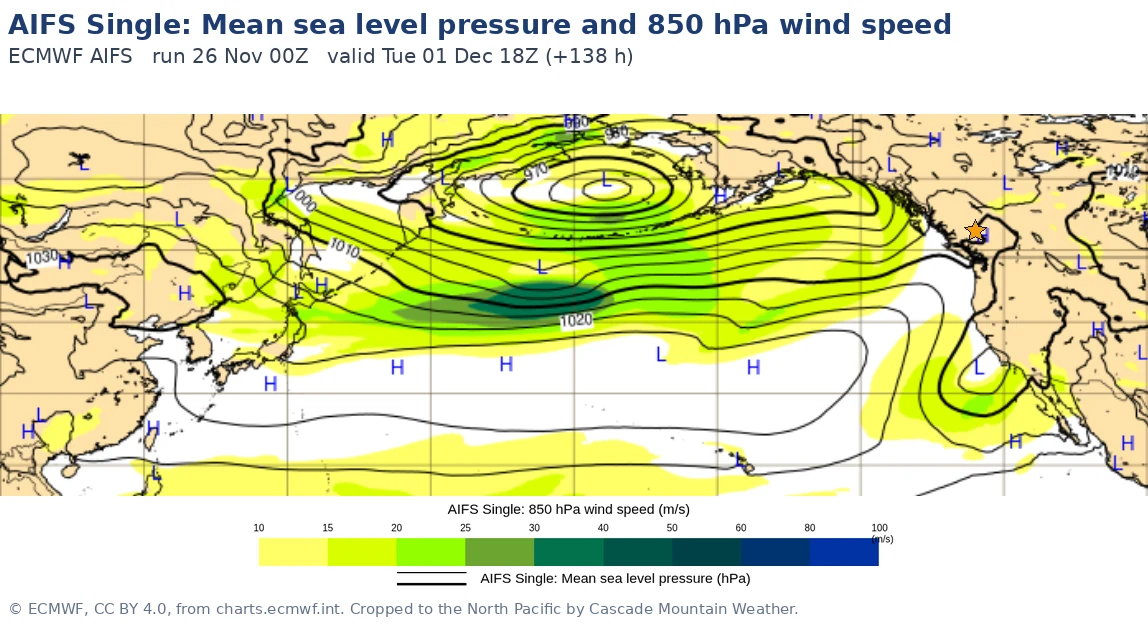 AIFS Single: Mean sea level pressure and 850 hPa wind speed
ECMWF AIFS   run 26 Nov 00Z   valid Tue 01 Dec 18Z (+138 h)
990
980
H
H
H
970
L
H
L
L
L
L
L
H
H
1010
L
1000
L
H
1010
1030
H
L
L
H
L
H
L
H
1020
H
L
H
H
L
H
H
L
L
L
H
H
H
H
L
L
L
AIFS Single: 850 hPa wind speed (m/s)
10 15 20 25 30 40 50 60 80 100
(m/s)
AIFS Single: Mean sea level pressure (hPa)
© ECMWF, CC BY 4.0, from charts.ecmwf.int. Cropped to the North Pacific by Cascade Mountain Weather.